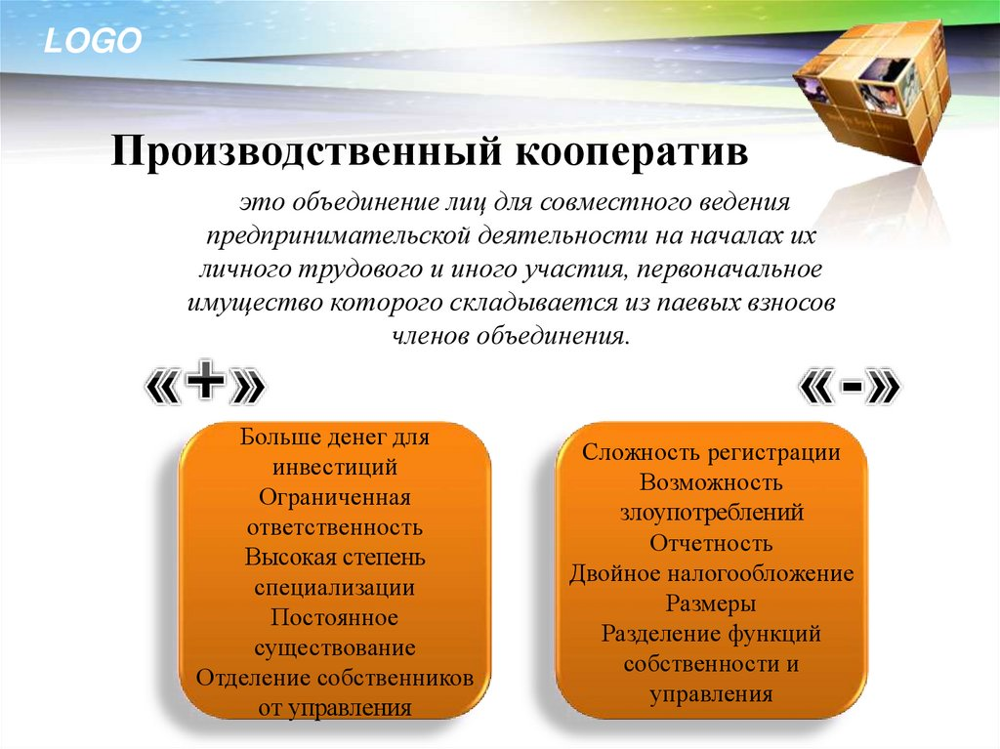 LOGO
Производственный кооператив
это объединение лиц для совместного ведения
предпринимательской деятельности на началах их
личного трудового и иного участия, первоначальное
имущество которого складывается из паевых взносов
членов объединения.
«+»
«-»
Больше денег для
инвестиций
Ограниченная
ответственность
Высокая степень
специализации
Постоянное
существование
Отделение собственников
от управления
Сложность регистрации
Возможность
злоупотреблений
Отчетность
Двойное налогообложение
Размеры
Разделение функций
собственности и
управления